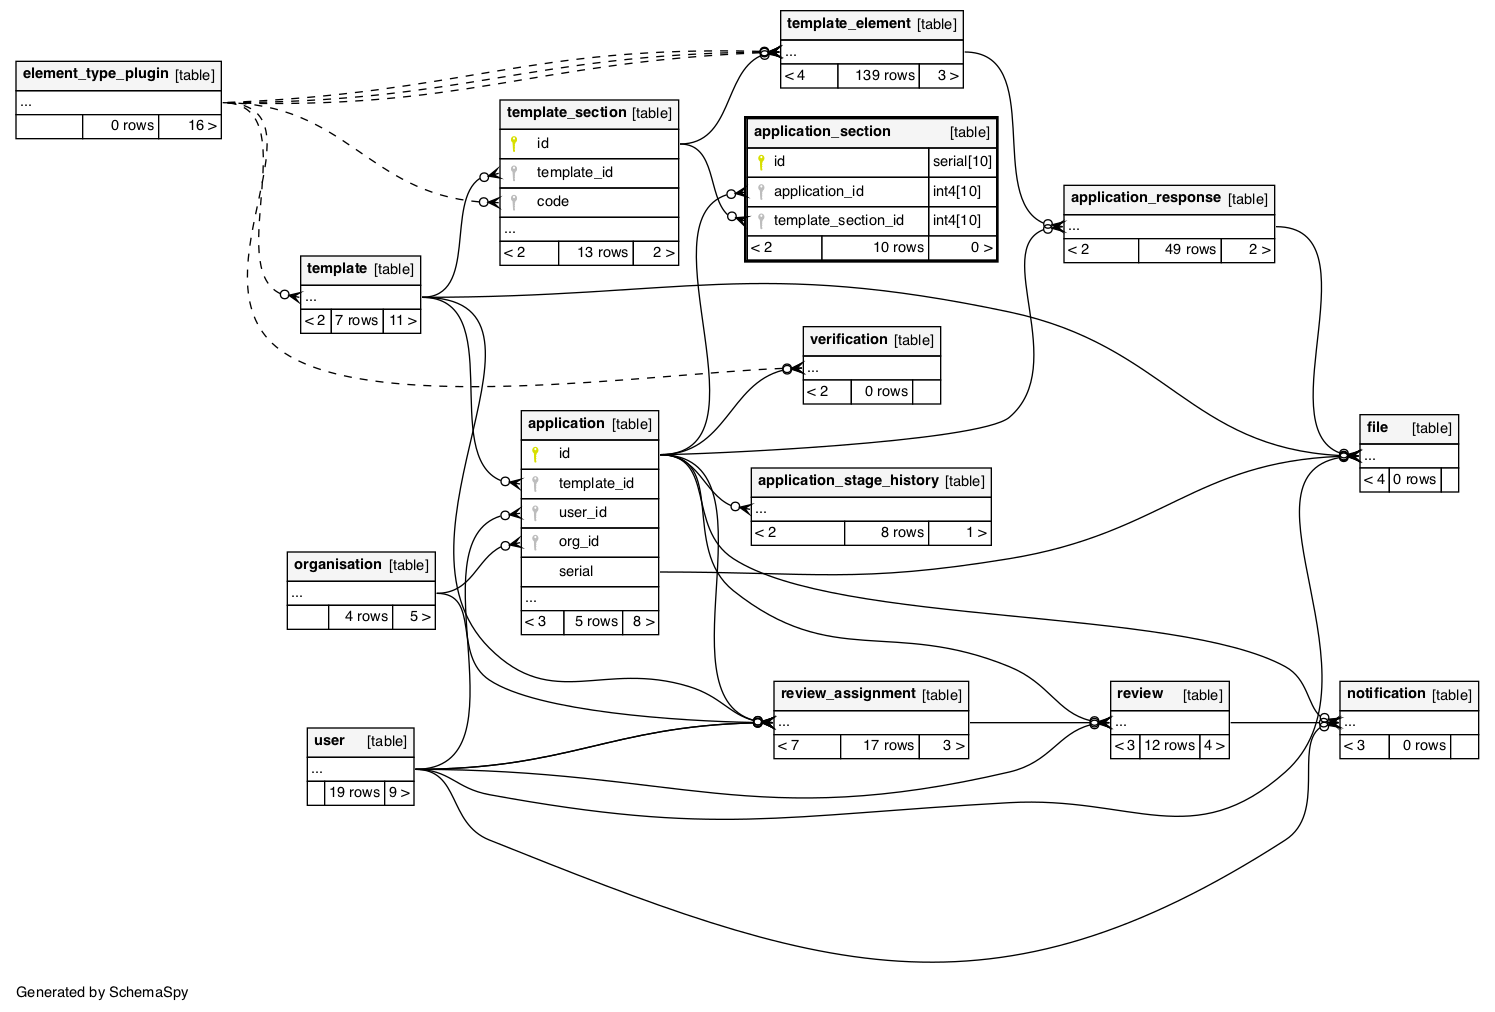 template_element [table]
...
< 4 139 rows 3 >
element_type_plugin [table]
...
0 rows 16 >
template_section [table]
id
template_id
code
...
< 2 13 rows 2 >
application_section [table]
id serial[10]
application_id int4[10]
template_section_id int4[10]
< 2 10 rows 0 >
application_response [table]
...
< 2 49 rows 2 >
template [table]
...
< 2 7 rows 11 >
verification [table]
...
< 2 0 rows
application [table]
id
template_id
user_id
org_id
serial
...
< 3 5 rows 8 >
file [table]
...
< 4 0 rows
application_stage_history [table]
...
< 2 8 rows 1 >
organisation [table]
...
4 rows 5 >
review_assignment [table]
...
< 7 17 rows 3 >
review [table]
...
< 3 12 rows 4 >
notification [table]
...
< 3 0 rows
user [table]
...
19 rows 9 >
Generated by SchemaSpy